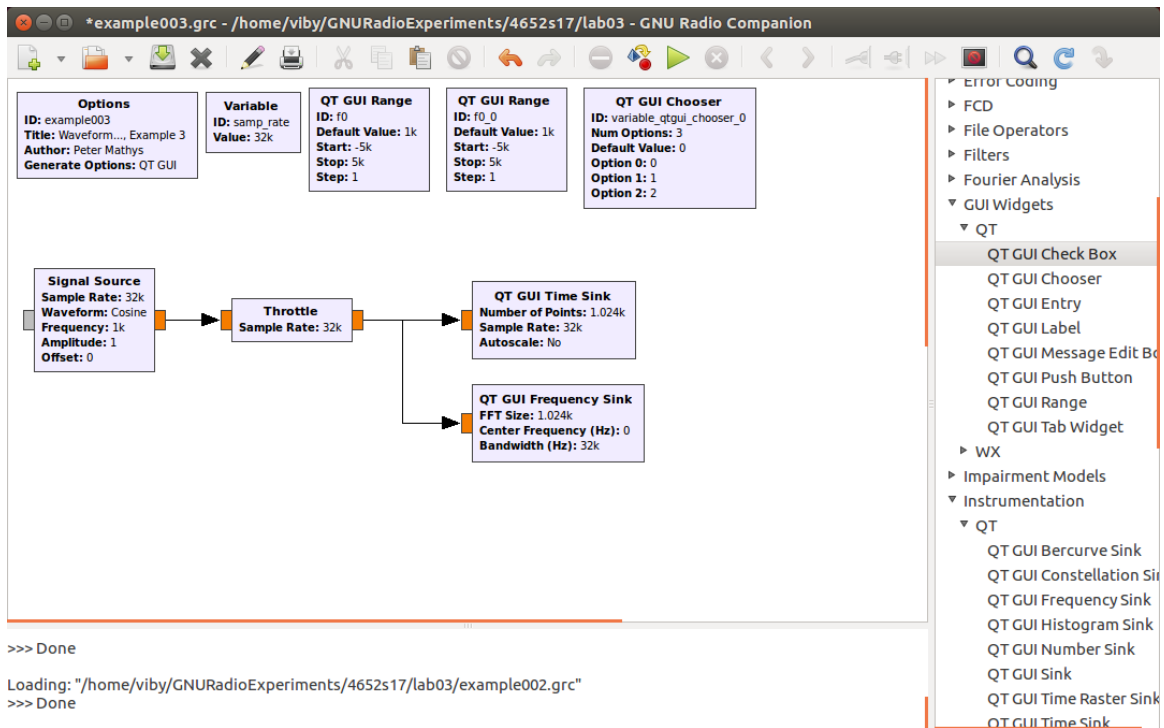 *example003.grc - /home/viby/GNURadioExperiments/4652s17/lab03 - GNU Radio Companion
Options
ID: example003
Title: Waveform..., Example 3
Author: Peter Mathys
Generate Options: QT GUI
Variable
ID: samp_rate
Value: 32k
QT GUI Range
ID: f0
Default Value: 1k
Start: -5k
Stop: 5k
Step: 1
QT GUI Range
ID: f0_0
Default Value: 1k
Start: -5k
Stop: 5k
Step: 1
QT GUI Chooser
ID: variable_qtgui_chooser_0
Num Options: 3
Default Value: 0
Option 0: 0
Option 1: 1
Option 2: 2
Signal Source
Sample Rate: 32k
Waveform: Cosine
Frequency: 1k
Amplitude: 1
Offset: 0
Throttle
Sample Rate: 32k
QT GUI Time Sink
Number of Points: 1.024k
Sample Rate: 32k
Autoscale: No
QT GUI Frequency Sink
FFT Size: 1.024k
Center Frequency (Hz): 0
Bandwidth (Hz): 32k
Error Coding
FCD
File Operators
Filters
Fourier Analysis
GUI Widgets
QT
QT GUI Check Box
QT GUI Chooser
QT GUI Entry
QT GUI Label
QT GUI Message Edit Bo
QT GUI Push Button
QT GUI Range
QT GUI Tab Widget
WX
Impairment Models
Instrumentation
QT
QT GUI Bercurve Sink
QT GUI Constellation Sin
QT GUI Frequency Sink
QT GUI Histogram Sink
QT GUI Number Sink
QT GUI Sink
QT GUI Time Raster Sink
QT GUI Time Sink
>>> Done
Loading: "/home/viby/GNURadioExperiments/4652s17/lab03/example002.grc"
>>> Done